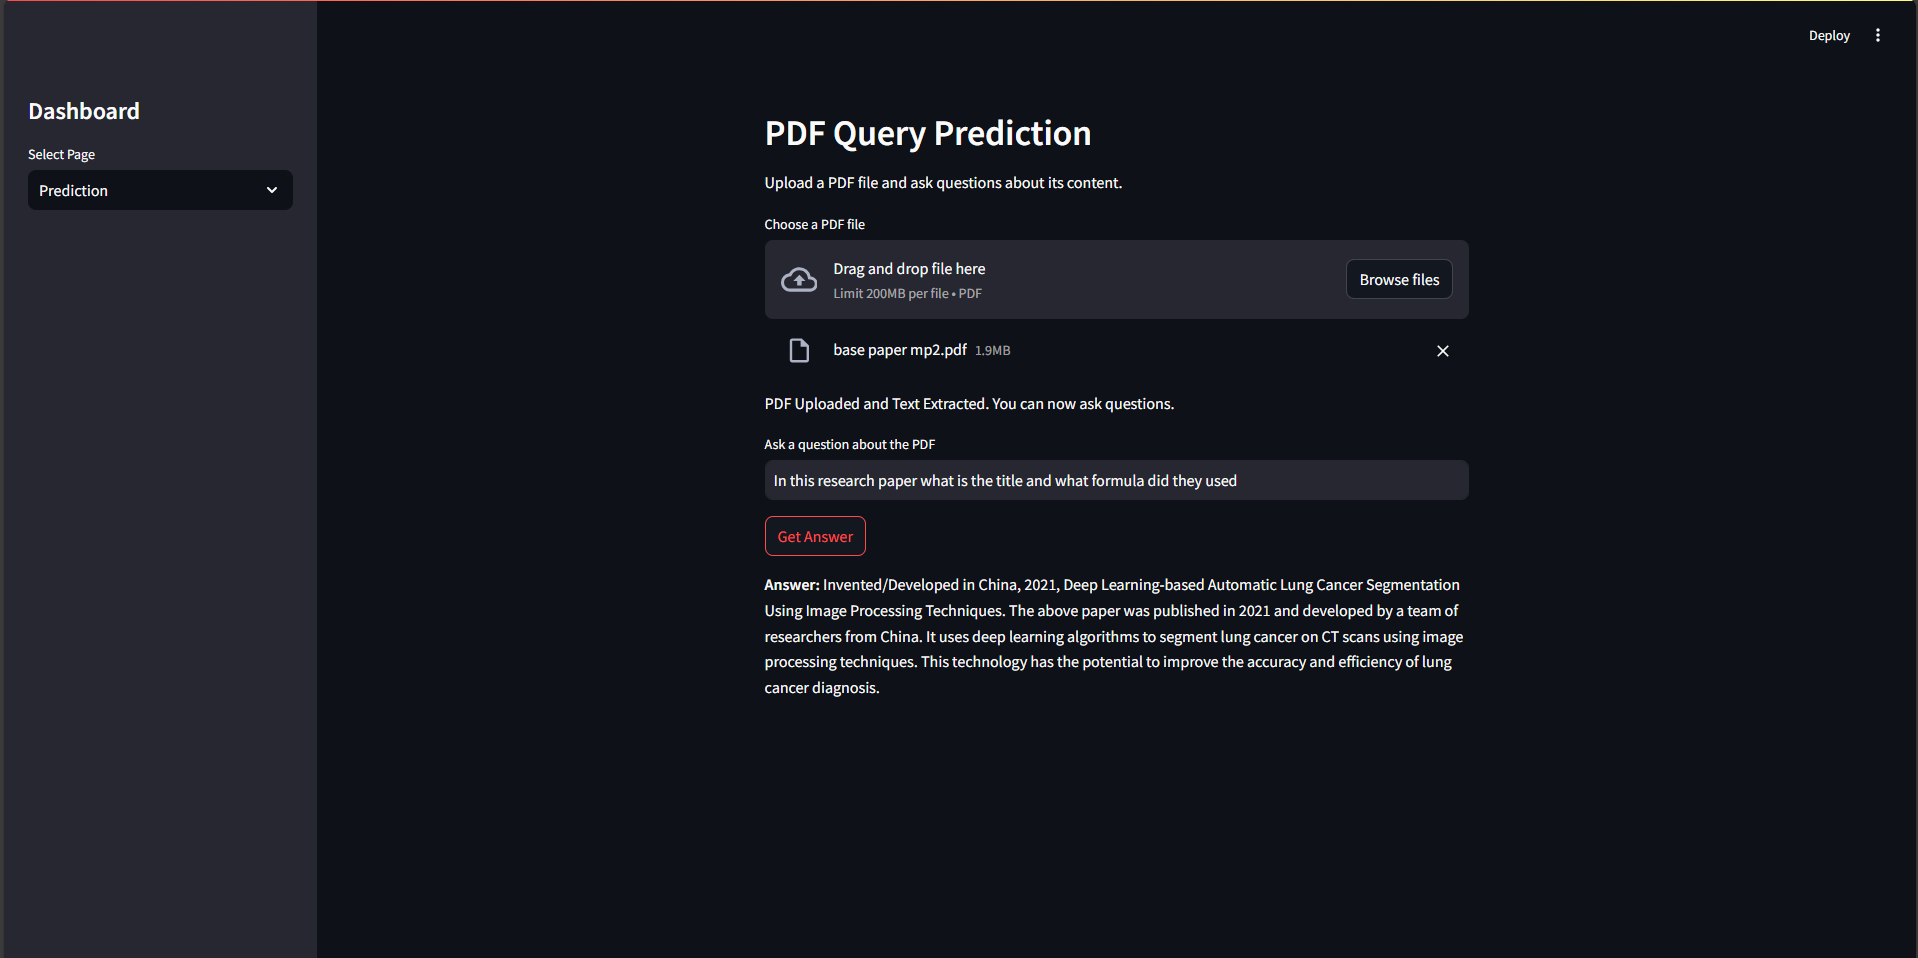 Deploy
Dashboard
Select Page
Prediction
PDF Query Prediction
Upload a PDF file and ask questions about its content.
Choose a PDF file
Drag and drop file here
Limit 200MB per file • PDF
Browse files
base paper mp2.pdf 1.9MB
PDF Uploaded and Text Extracted. You can now ask questions.
Ask a question about the PDF
In this research paper what is the title and what formula did they used
Get Answer
Answer: Invented/Developed in China, 2021, Deep Learning-based Automatic Lung Cancer Segmentation
Using Image Processing Techniques. The above paper was published in 2021 and developed by a team of
researchers from China. It uses deep learning algorithms to segment lung cancer on CT scans using image
processing techniques. This technology has the potential to improve the accuracy and efficiency of lung
cancer diagnosis.